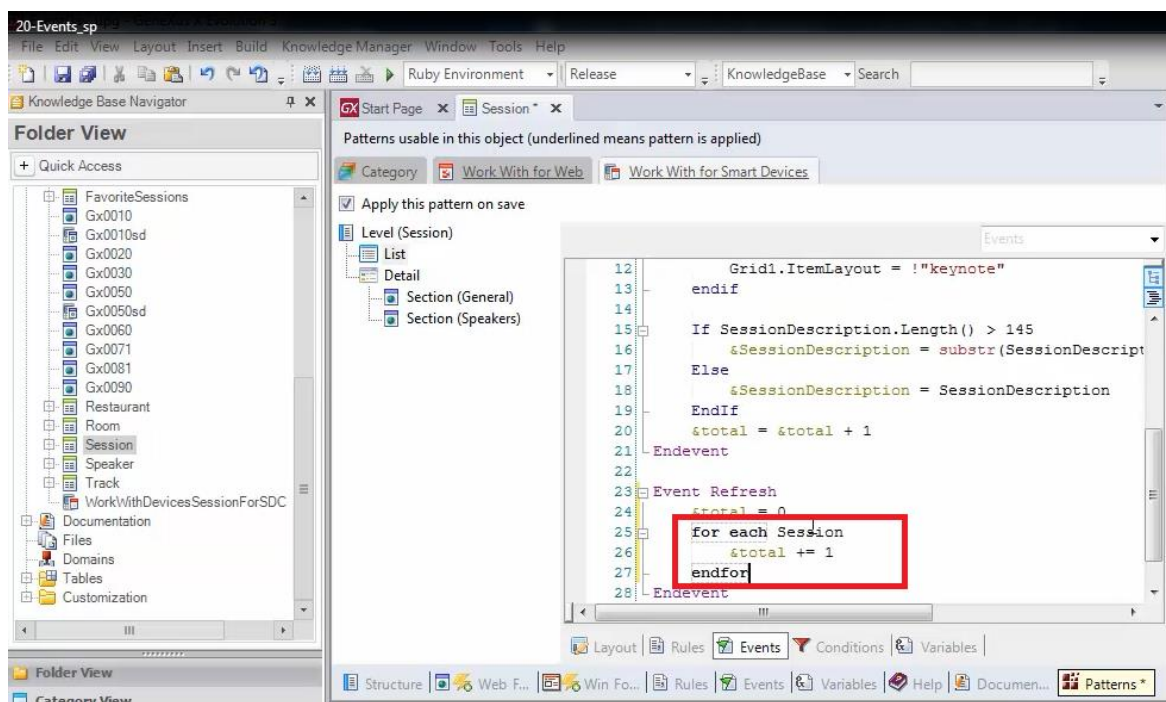 20-Events_sp
File Edit View Layout Insert Build Knowledge Manager Window Tools Help
Ruby Environment Release KnowledgeBase Search
Knowledge Base Navigator
Folder View
+ Quick Access
FavoriteSessions
Gx0010
Gx0010sd
Gx0020
Gx0030
Gx0050
Gx0050sd
Gx0060
Gx0071
Gx0081
Gx0090
Restaurant
Room
Session
Speaker
Track
WorkWithDevicesSessionForSDC
Documentation
Files
Domains
Tables
Customization
Folder View
Category View
GX Start Page Session *
Patterns usable in this object (underlined means pattern is applied)
Category Work With for Web Work With for Smart Devices
Apply this pattern on save
Level (Session)
List
Detail
Section (General)
Section (Speakers)
Events
12 Grid1.ItemLayout = !"keynote"
13 endif
14
15 If SessionDescription.Length() > 145
16 &SessionDescription = substr(SessionDescript
17 Else
18 &SessionDescription = SessionDescription
19 EndIf
20 &total = &total + 1
21 Endevent
22
23 Event Refresh
24 &total = 0
25 for each Session
26 &total += 1
27 endfor
28 Endevent
Layout Rules Events Conditions Variables
Structure Web F... Win Fo... Rules Events Variables Help Documen... Patterns *